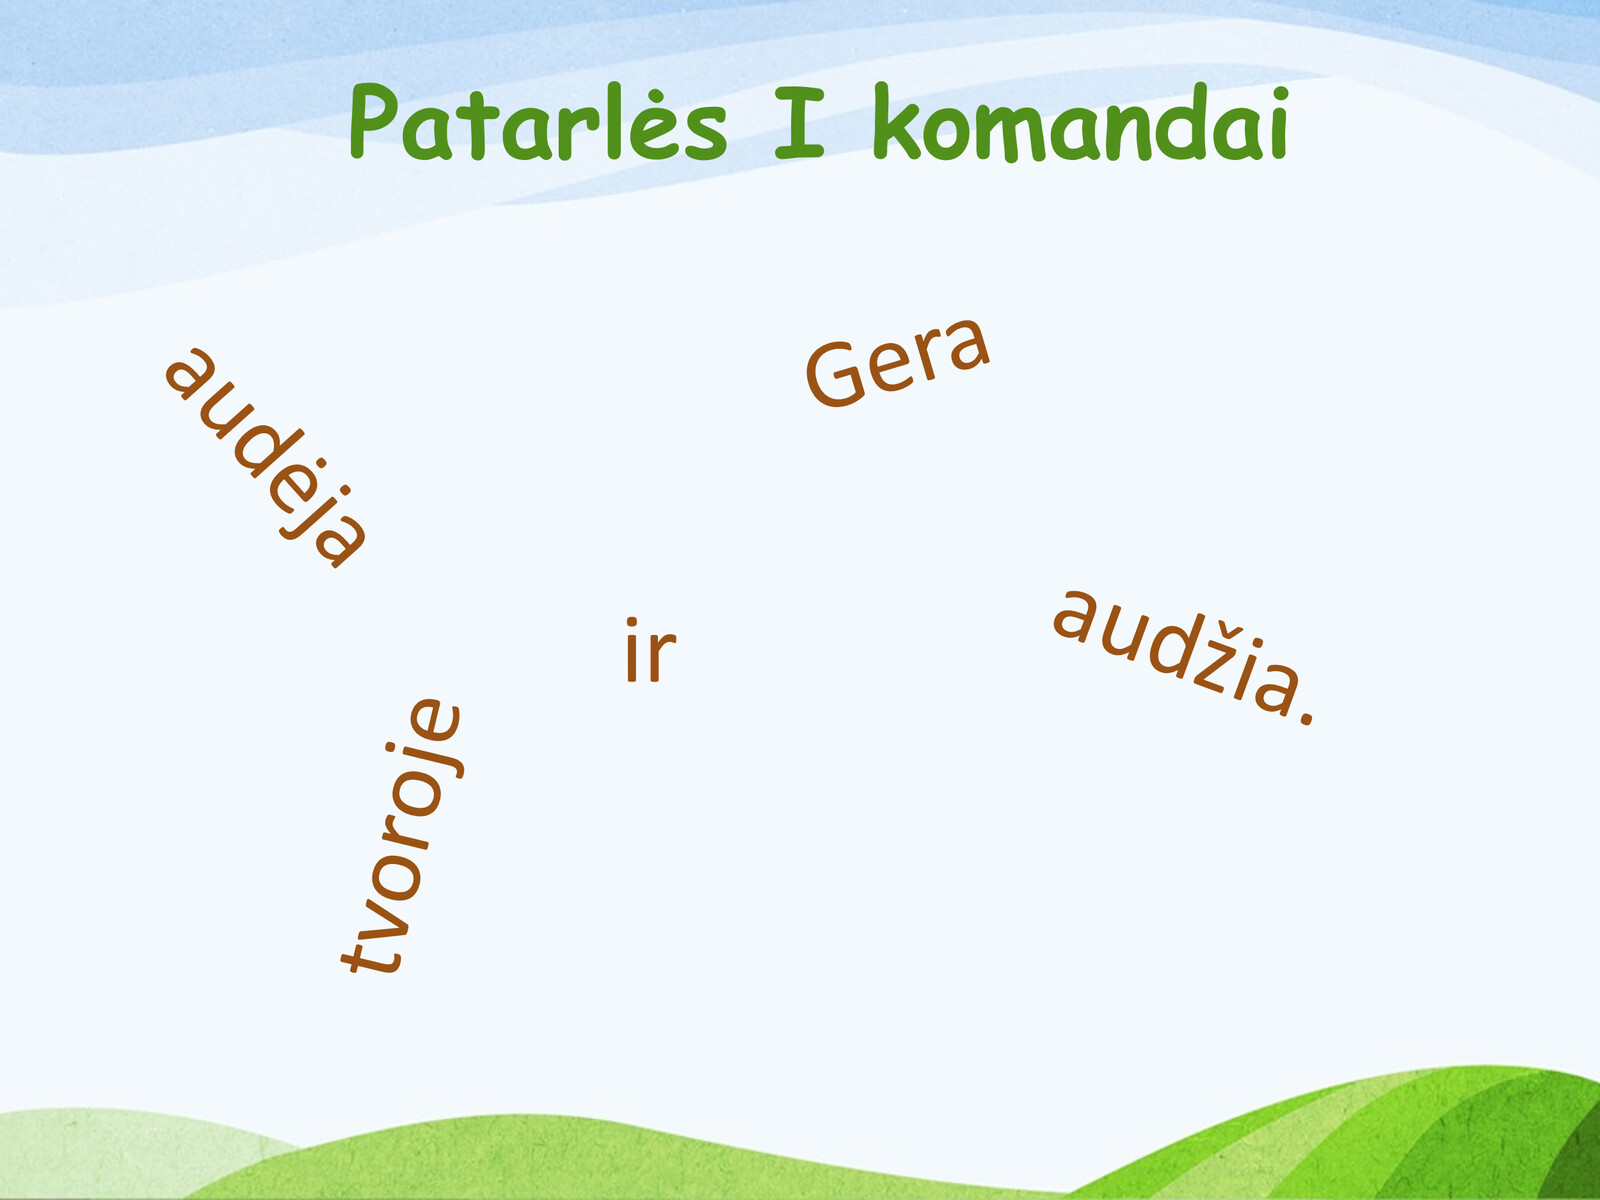 Patarlės I komandai
Gera
audėja
audžia.
ir
tvoroje